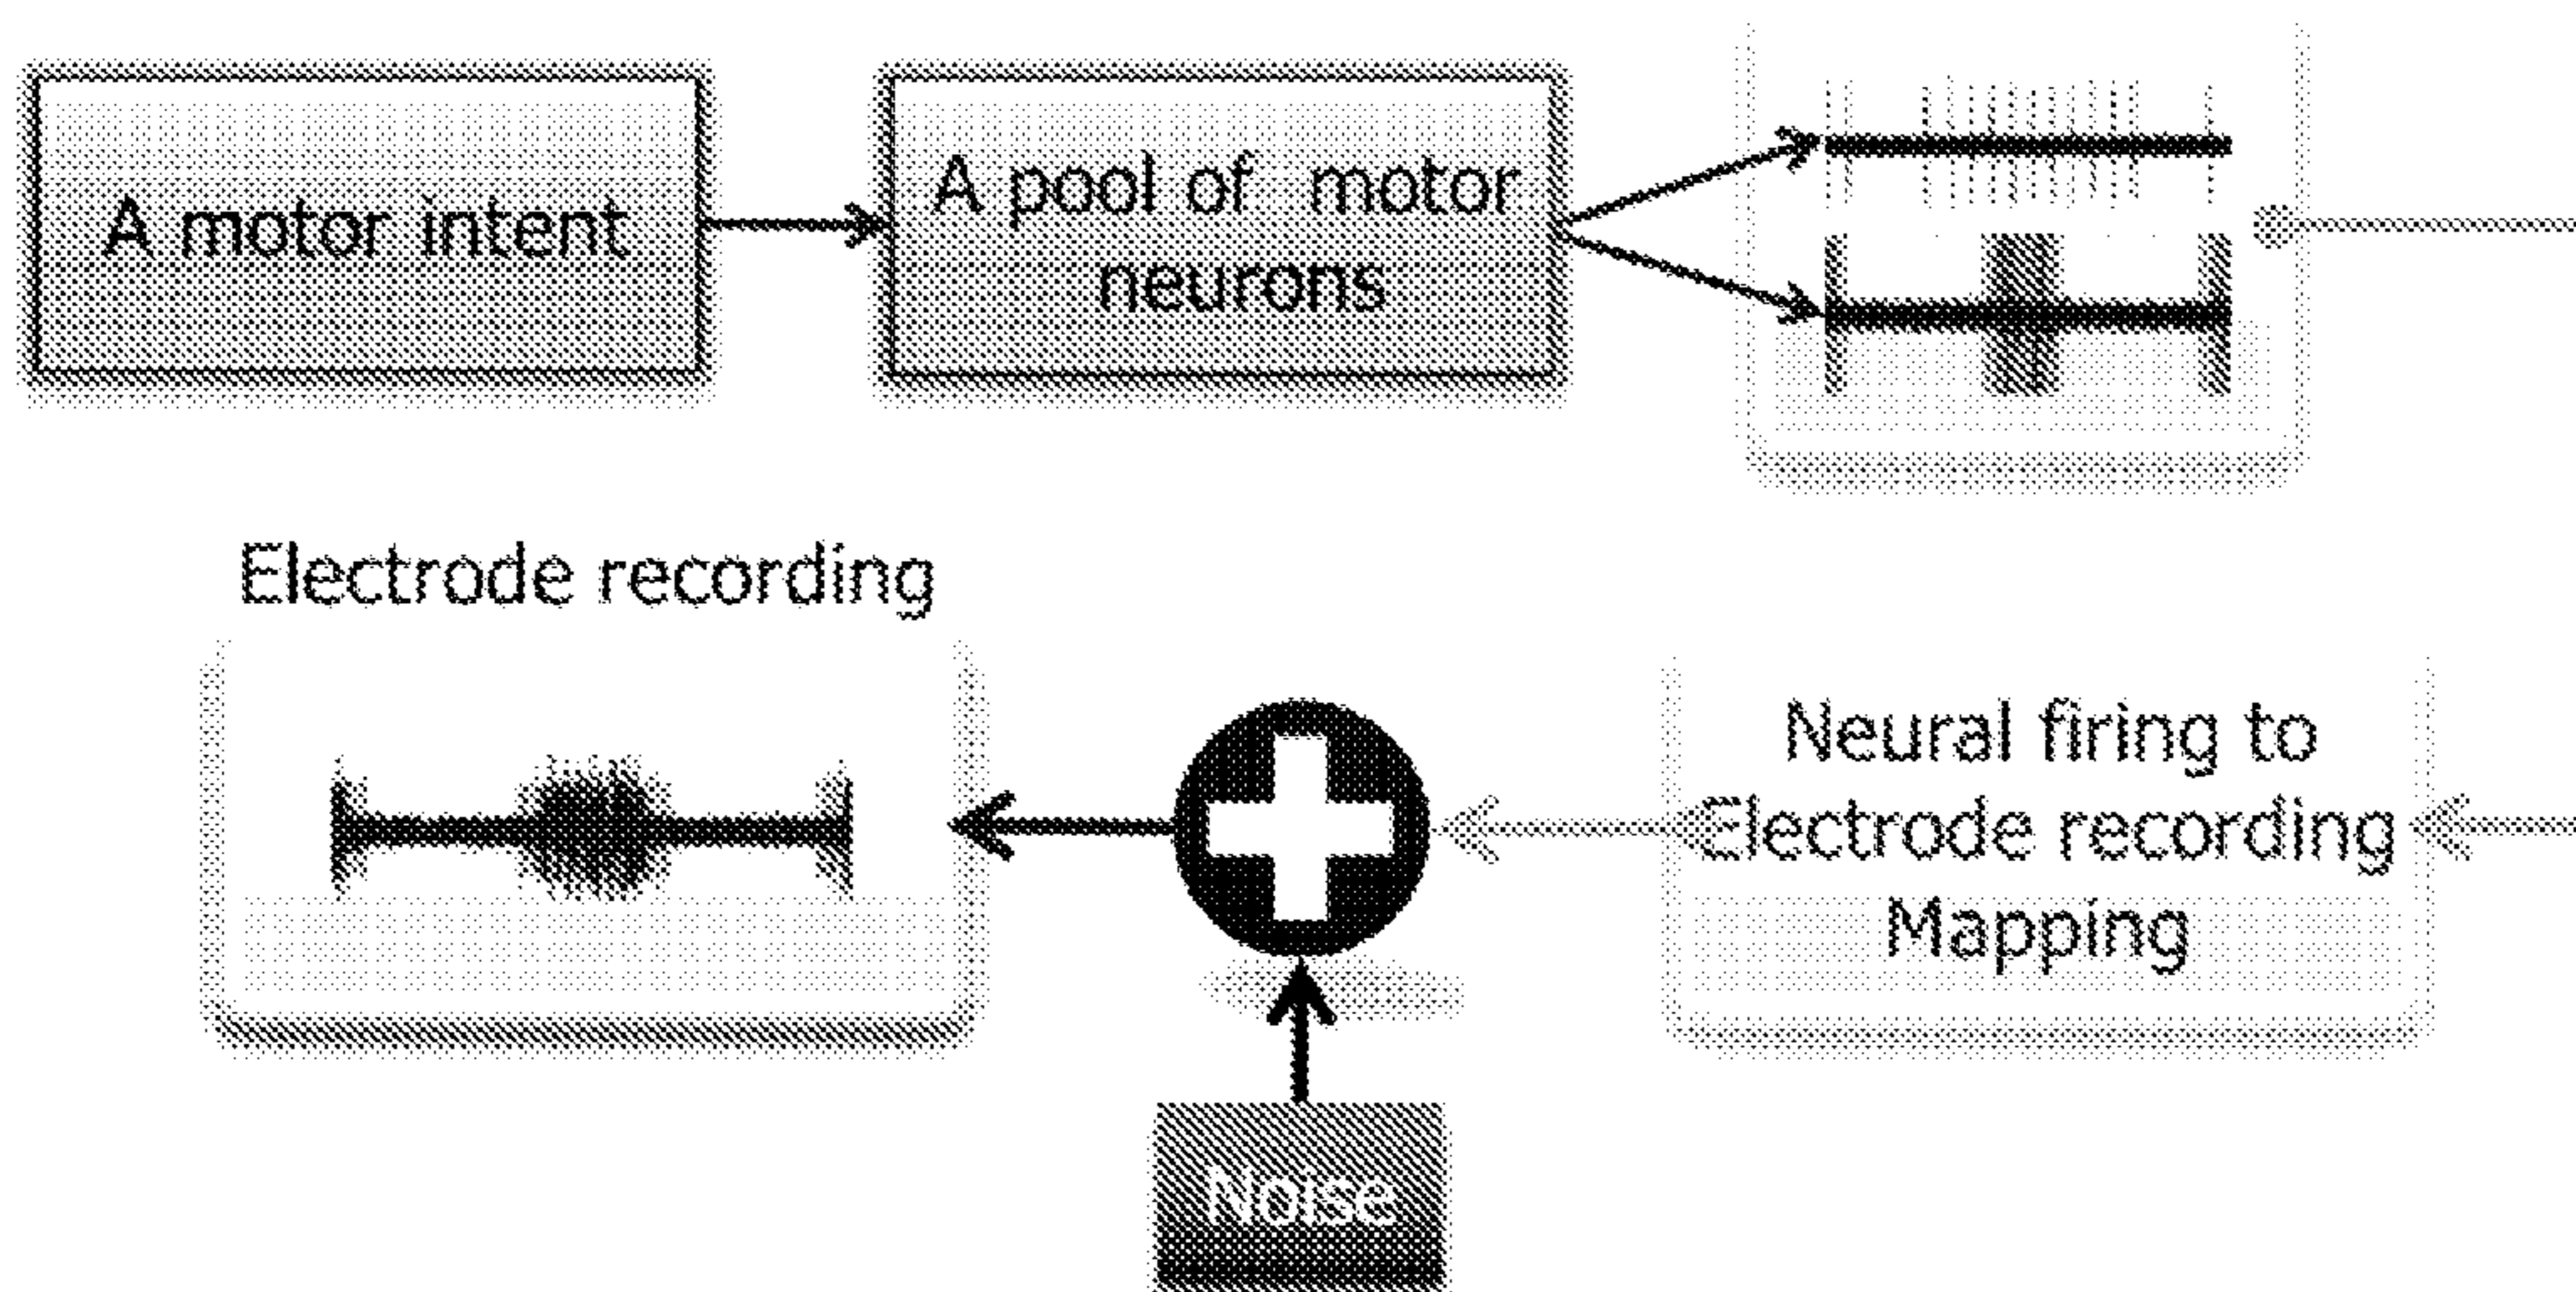 A motor intent
A pool of motor
neurons
Electrode recording
Neural firing to
Electrode recording
Mapping
Noise